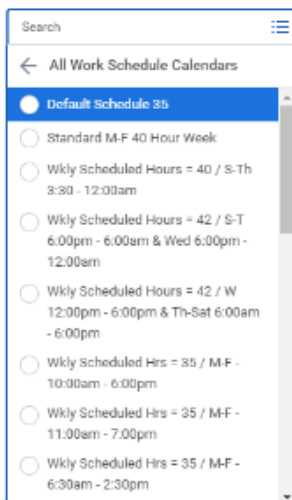 Search
All Work Schedule Calendars
Default Schedule 35
Standard M-F 40 Hour Week
Wkly Scheduled Hours = 40 / S-Th
3:30 - 12:00am
Wkly Scheduled Hours = 42 / S-T
6:00pm - 6:00am & Wed 6:00pm -
12:00am
Wkly Scheduled Hours = 42 / W
12:00pm - 6:00pm & Th-Sat 6:00am
- 6:00pm
Wkly Scheduled Hrs = 35 / M-F -
10:00am - 6:00pm
Wkly Scheduled Hrs = 35 / M-F -
11:00am - 7:00pm
Wkly Scheduled Hrs = 35 / M-F -
6:30am - 2:30pm